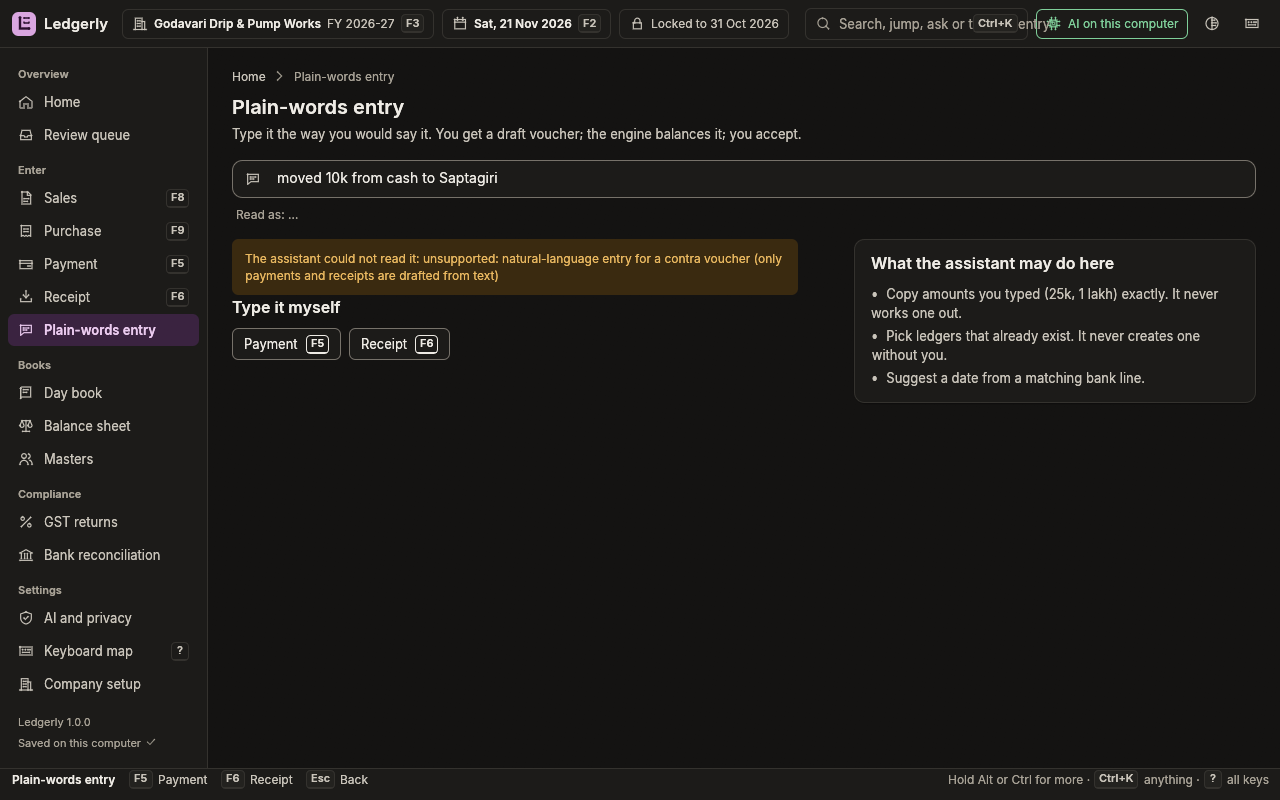 Ledgerly
Godavari Drip & Pump Works FY 2026-27 F3
Sat, 21 Nov 2026 F2
Locked to 31 Oct 2026
Search, jump, ask or t Ctrl+K entry
AI on this computer
Overview
Home
Review queue
Enter
Sales F8
Purchase F9
Payment F5
Receipt F6
Plain-words entry
Books
Day book
Balance sheet
Masters
Compliance
GST returns
Bank reconciliation
Settings
AI and privacy
Keyboard map ?
Company setup
Ledgerly 1.0.0
Saved on this computer
Home > Plain-words entry
Plain-words entry
Type it the way you would say it. You get a draft voucher; the engine balances it; you accept.
moved 10k from cash to Saptagiri
Read as: ...
The assistant could not read it: unsupported: natural-language entry for a contra voucher (only
payments and receipts are drafted from text)
Type it myself
Payment F5 Receipt F6
What the assistant may do here
• Copy amounts you typed (25k, 1 lakh) exactly. It never
works one out.
• Pick ledgers that already exist. It never creates one
without you.
• Suggest a date from a matching bank line.
Plain-words entry F5 Payment F6 Receipt Esc Back
Hold Alt or Ctrl for more · Ctrl+K anything · ? all keys